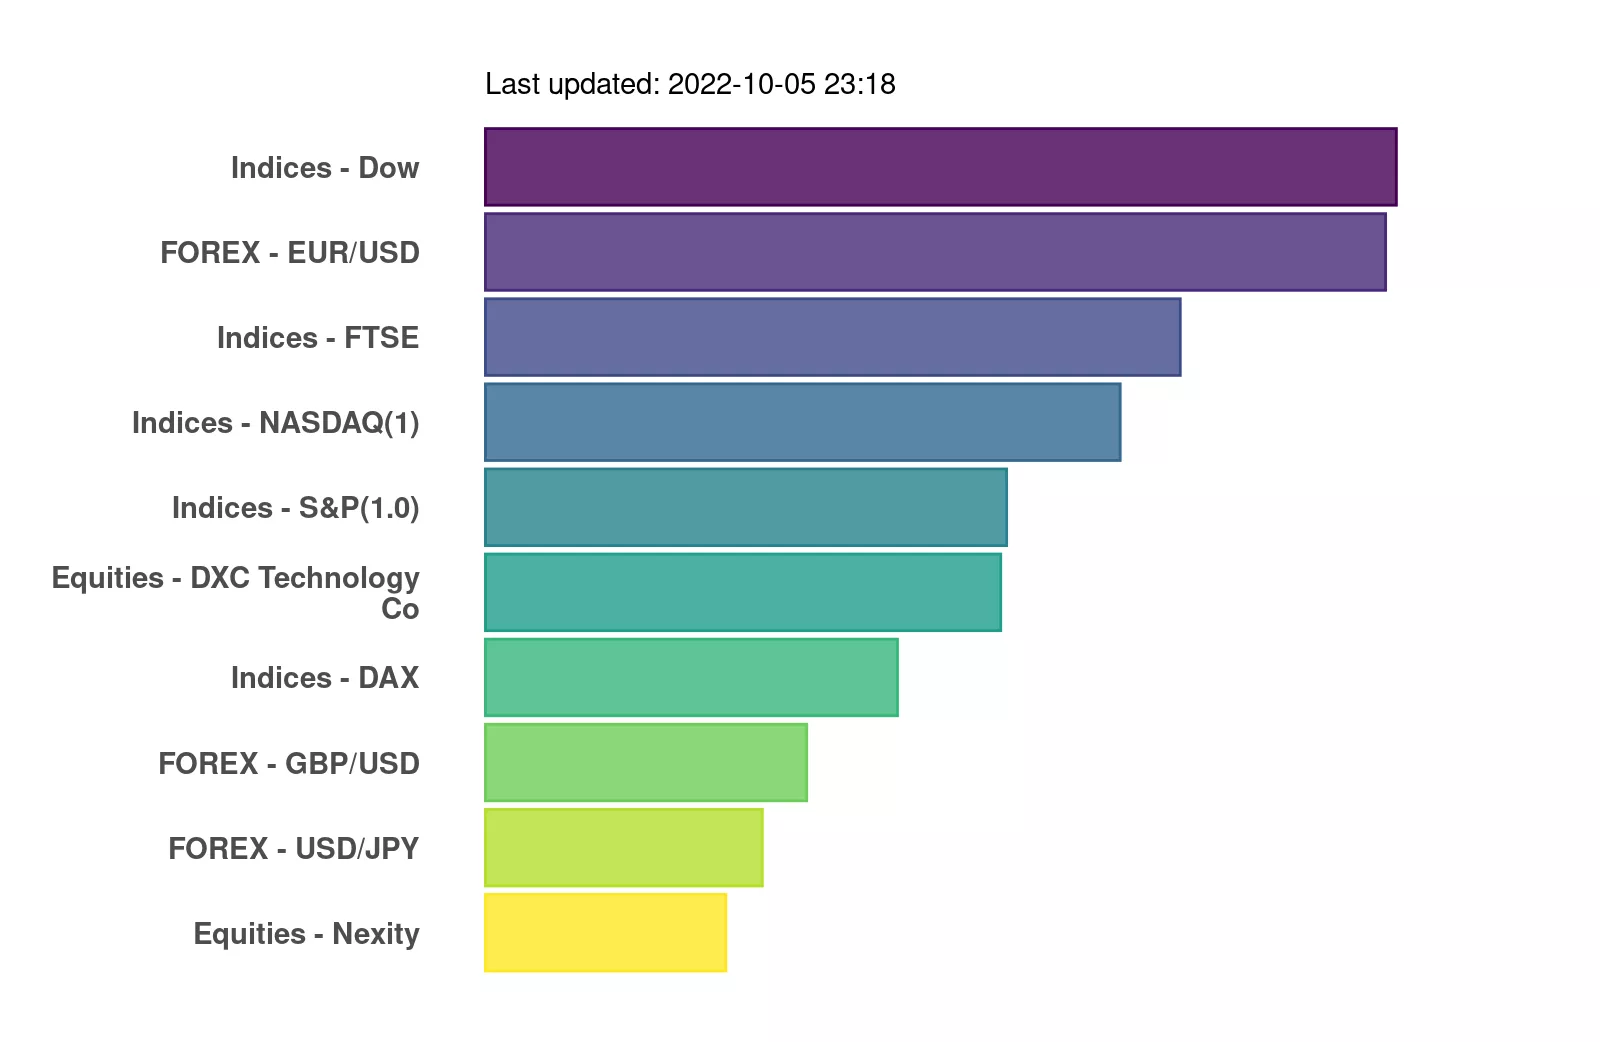 Last updated: 2022-10-05 23:18
Indices - Dow
FOREX - EUR/USD
Indices - FTSE
Indices - NASDAQ(1)
Indices - S&P(1.0)
Equities - DXC Technology
Co
Indices - DAX
FOREX - GBP/USD
FOREX - USD/JPY
Equities - Nexity